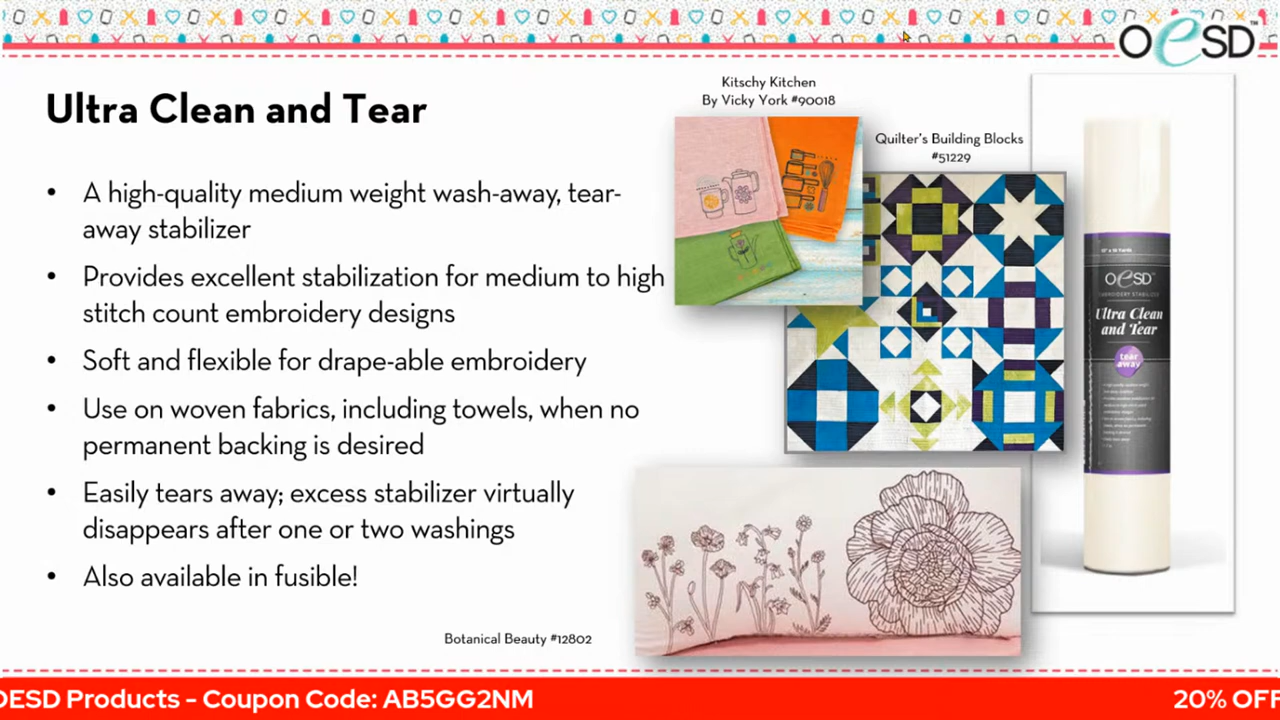 OESD™
Ultra Clean and Tear
• A high-quality medium weight wash-away, tear-
away stabilizer
• Provides excellent stabilization for medium to high
stitch count embroidery designs
• Soft and flexible for drape-able embroidery
• Use on woven fabrics, including towels, when no
permanent backing is desired
• Easily tears away; excess stabilizer virtually
disappears after one or two washings
• Also available in fusible!
Kitschy Kitchen
By Vicky York #90018
Quilter's Building Blocks
#51229
OESD™
EMBROIDERY STABILIZER
Ultra Clean
and Tear
tear
away
Botanical Beauty #12802
OESD Products - Coupon Code: AB5GG2NM
20% OFF